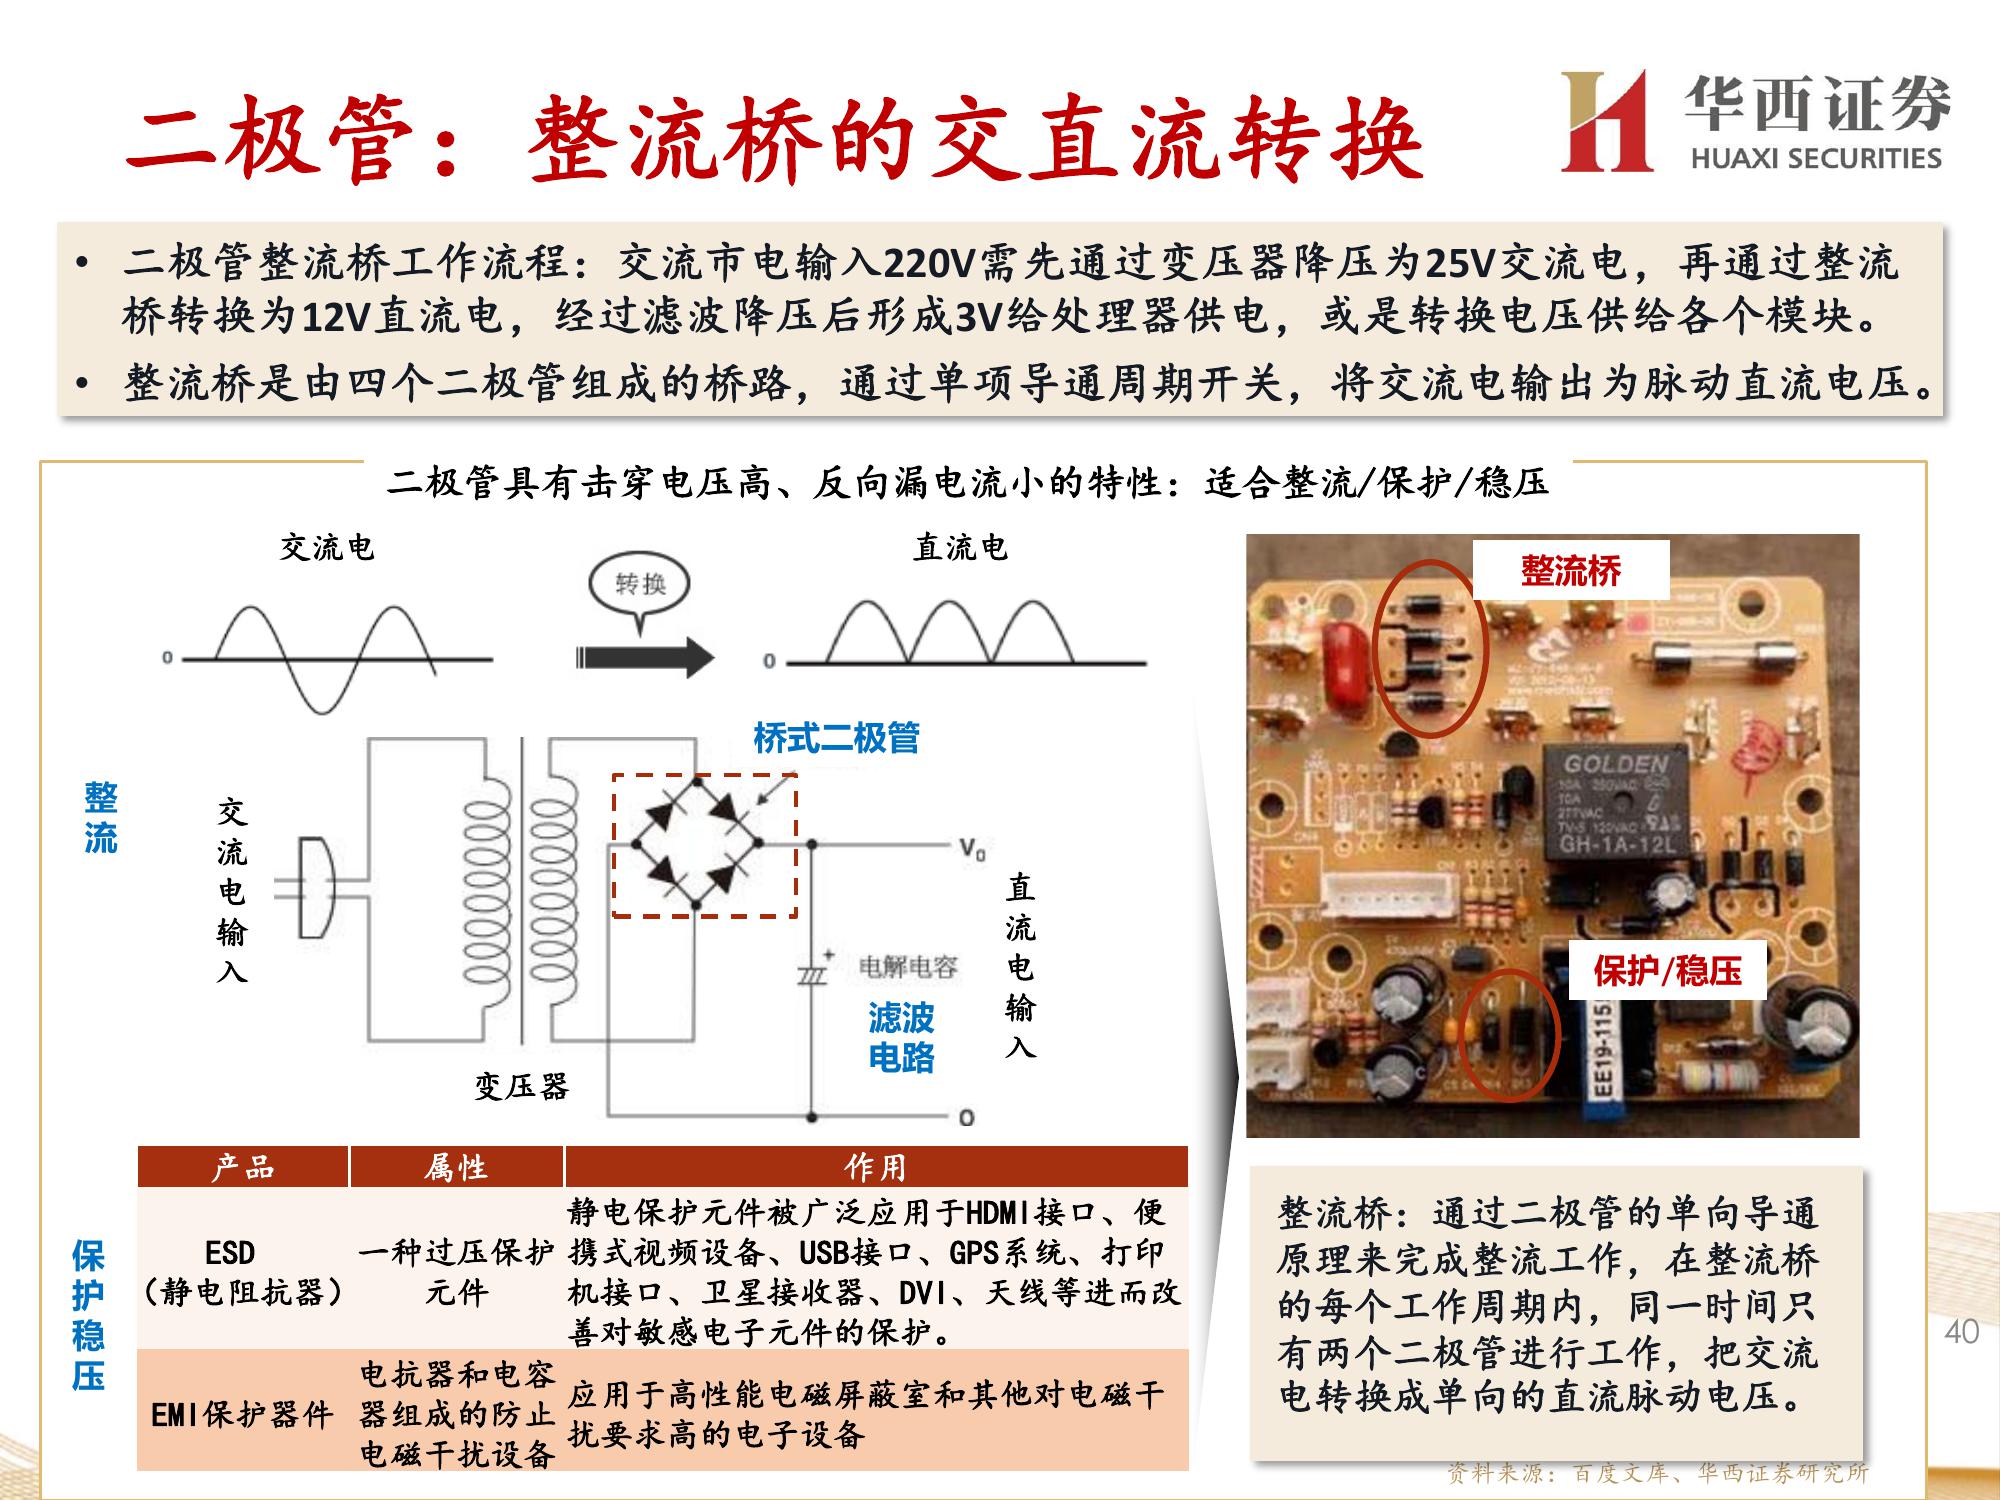 二极管：整流桥的交直流转换
华西证券
HUAXI SECURITIES
• 二极管整流桥工作流程：交流市电输入220V需先通过变压器降压为25V交流电，再通过整流
桥转换为12V直流电，经过滤波降压后形成3V给处理器供电，或是转换电压供给各个模块。
• 整流桥是由四个二极管组成的桥路，通过单项导通周期开关，将交流电输出为脉动直流电压。
二极管具有击穿电压高、反向漏电流小的特性：适合整流/保护/稳压
交流电
转换
直流电
0
0
桥式二极管
整流
交流电输入
V0
直流电输入
电解电容
滤波
电路
变压器
0
整流桥
GOLDEN
10A 250VAC
10A
277VAC
TV-5 120VAC
GH-1A-12L
保护/稳压
EE19-115
保护稳压
产品 属性 作用
ESD
（静电阻抗器）
一种过压保护
元件
静电保护元件被广泛应用于HDMI接口、便
携式视频设备、USB接口、GPS系统、打印
机接口、卫星接收器、DVI、天线等进而改
善对敏感电子元件的保护。
EMI保护器件
电抗器和电容
器组成的防止
电磁干扰设备
应用于高性能电磁屏蔽室和其他对电磁干
扰要求高的电子设备
整流桥：通过二极管的单向导通
原理来完成整流工作，在整流桥
的每个工作周期内，同一时间只
有两个二极管进行工作，把交流
电转换成单向的直流脉动电压。
40
资料来源：百度文库、华西证券研究所